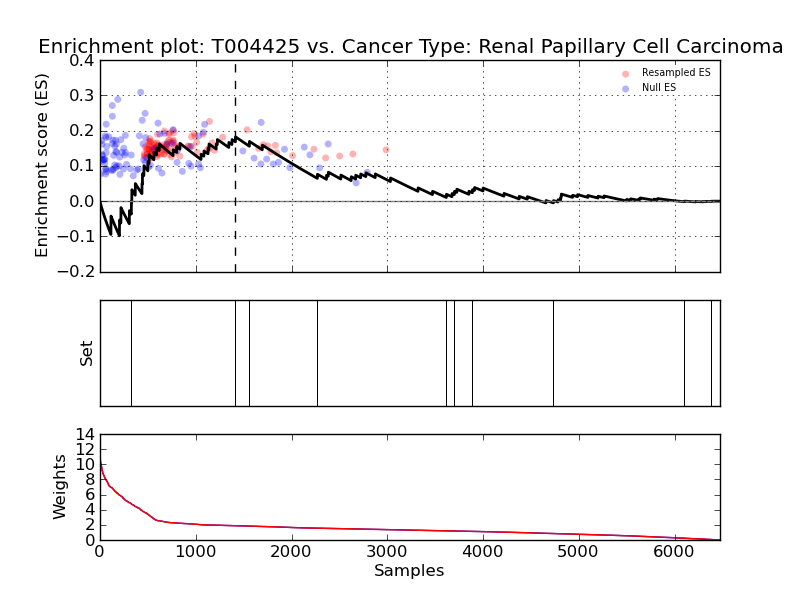 Enrichment plot: T004425 vs. Cancer Type: Renal Papillary Cell Carcinoma
Enrichment score (ES)
0.4
0.3
0.2
0.1
0.0
−0.1
−0.2
Resampled ES
Null ES
Set
Weights
14
12
10
8
6
4
2
0
0 1000 2000 3000 4000 5000 6000
Samples